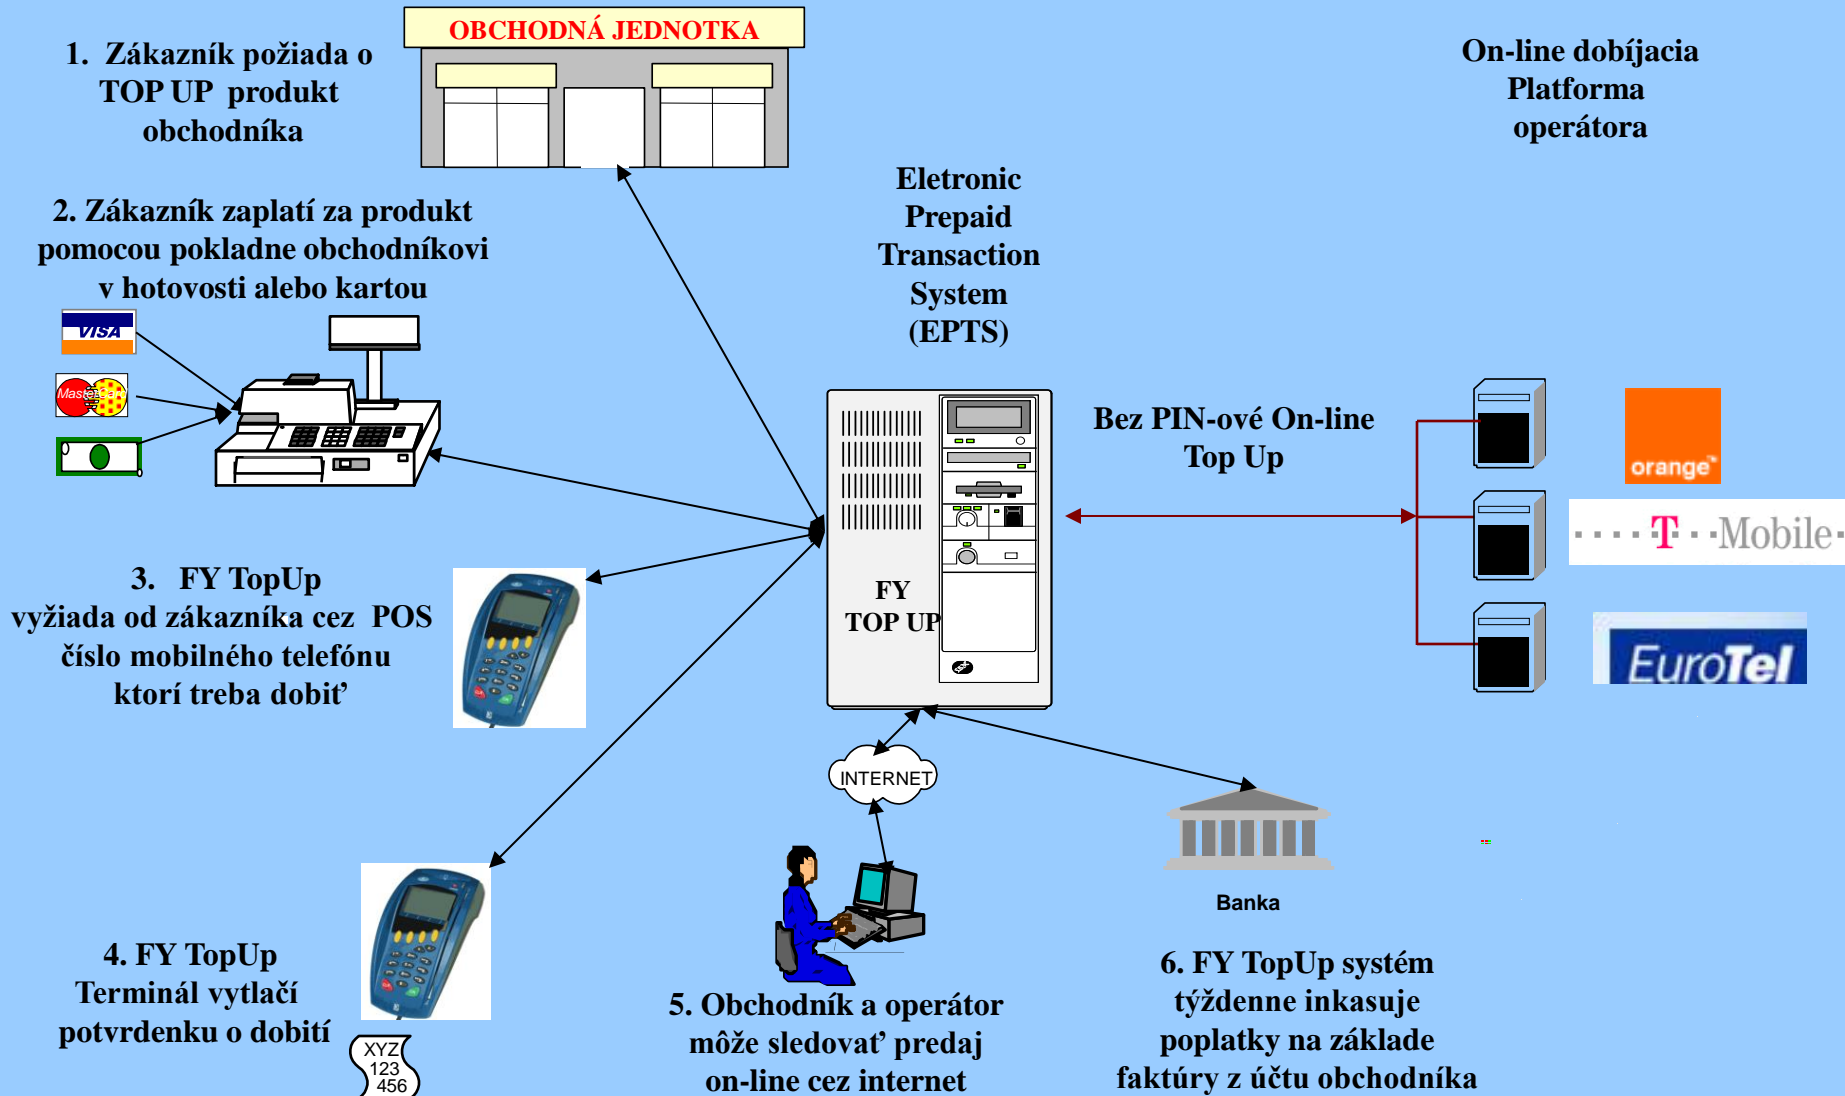 OBCHODNÁ JEDNOTKA
1. Zákazník požiada o
TOP UP produkt
obchodníka
On-line dobíjacia
Platforma
operátora
2. Zákazník zaplatí za produkt
pomocou pokladne obchodníkovi
v hotovosti alebo kartou
VISA
MasterCard
Eletronic
Prepaid
Transaction
System
(EPTS)
Bez PIN-ové On-line
Top Up
orange™
T Mobile
EuroTel
3. FY TopUp
vyžiada od zákazníka cez POS
číslo mobilného telefónu
ktorí treba dobiť
FY
TOP UP
INTERNET
Banka
4. FY TopUp
Terminál vytlačí
potvrdenku o dobití
XYZ
123
456
5. Obchodník a operátor
môže sledovať predaj
on-line cez internet
6. FY TopUp systém
týždenne inkasuje
poplatky na základe
faktúry z účtu obchodníka